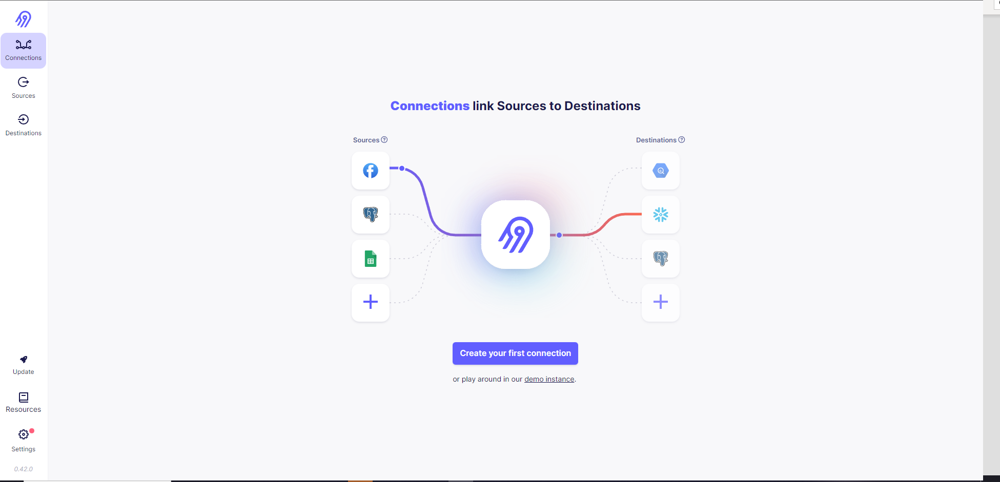 Connections
Sources
Destinations
Update
Resources
Settings
0.42.0
Connections link Sources to Destinations
Sources
Destinations
Create your first connection
or play around in our demo instance.